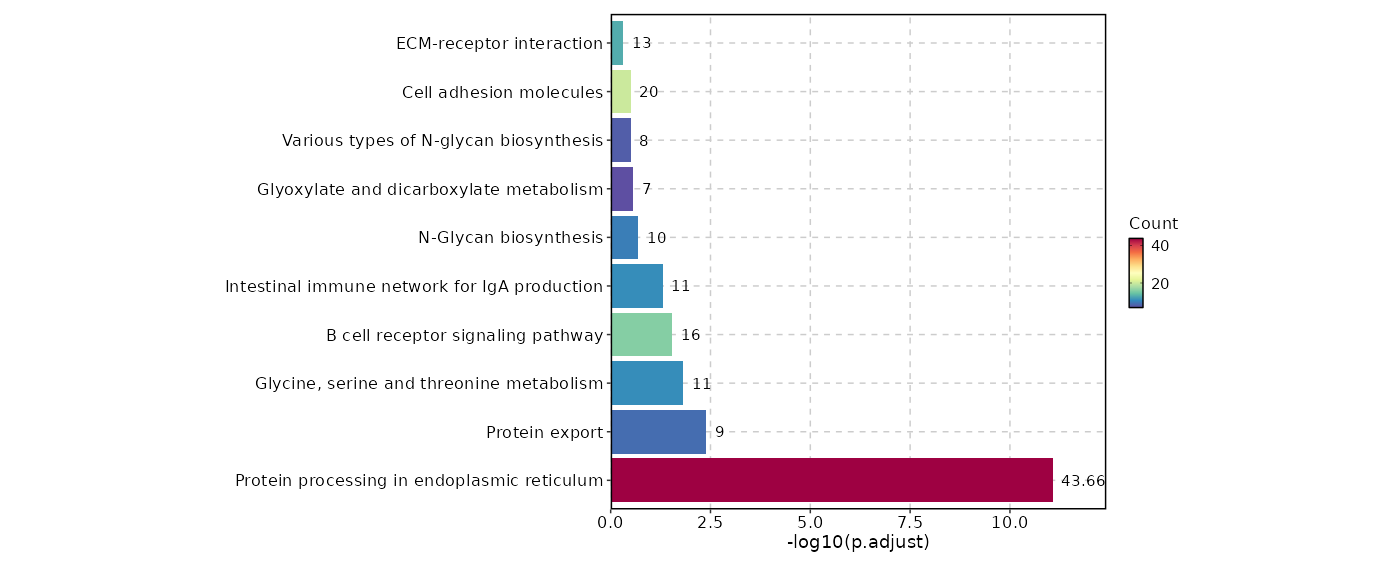 ECM-receptor interaction 13
Cell adhesion molecules 20
Various types of N-glycan biosynthesis 8
Glyoxylate and dicarboxylate metabolism 7
N-Glycan biosynthesis 10
Intestinal immune network for IgA production 11
B cell receptor signaling pathway 16
Glycine, serine and threonine metabolism 11
Protein export 9
Protein processing in endoplasmic reticulum 43.66
0.0 2.5 5.0 7.5 10.0
-log10(p.adjust)
Count
40
20